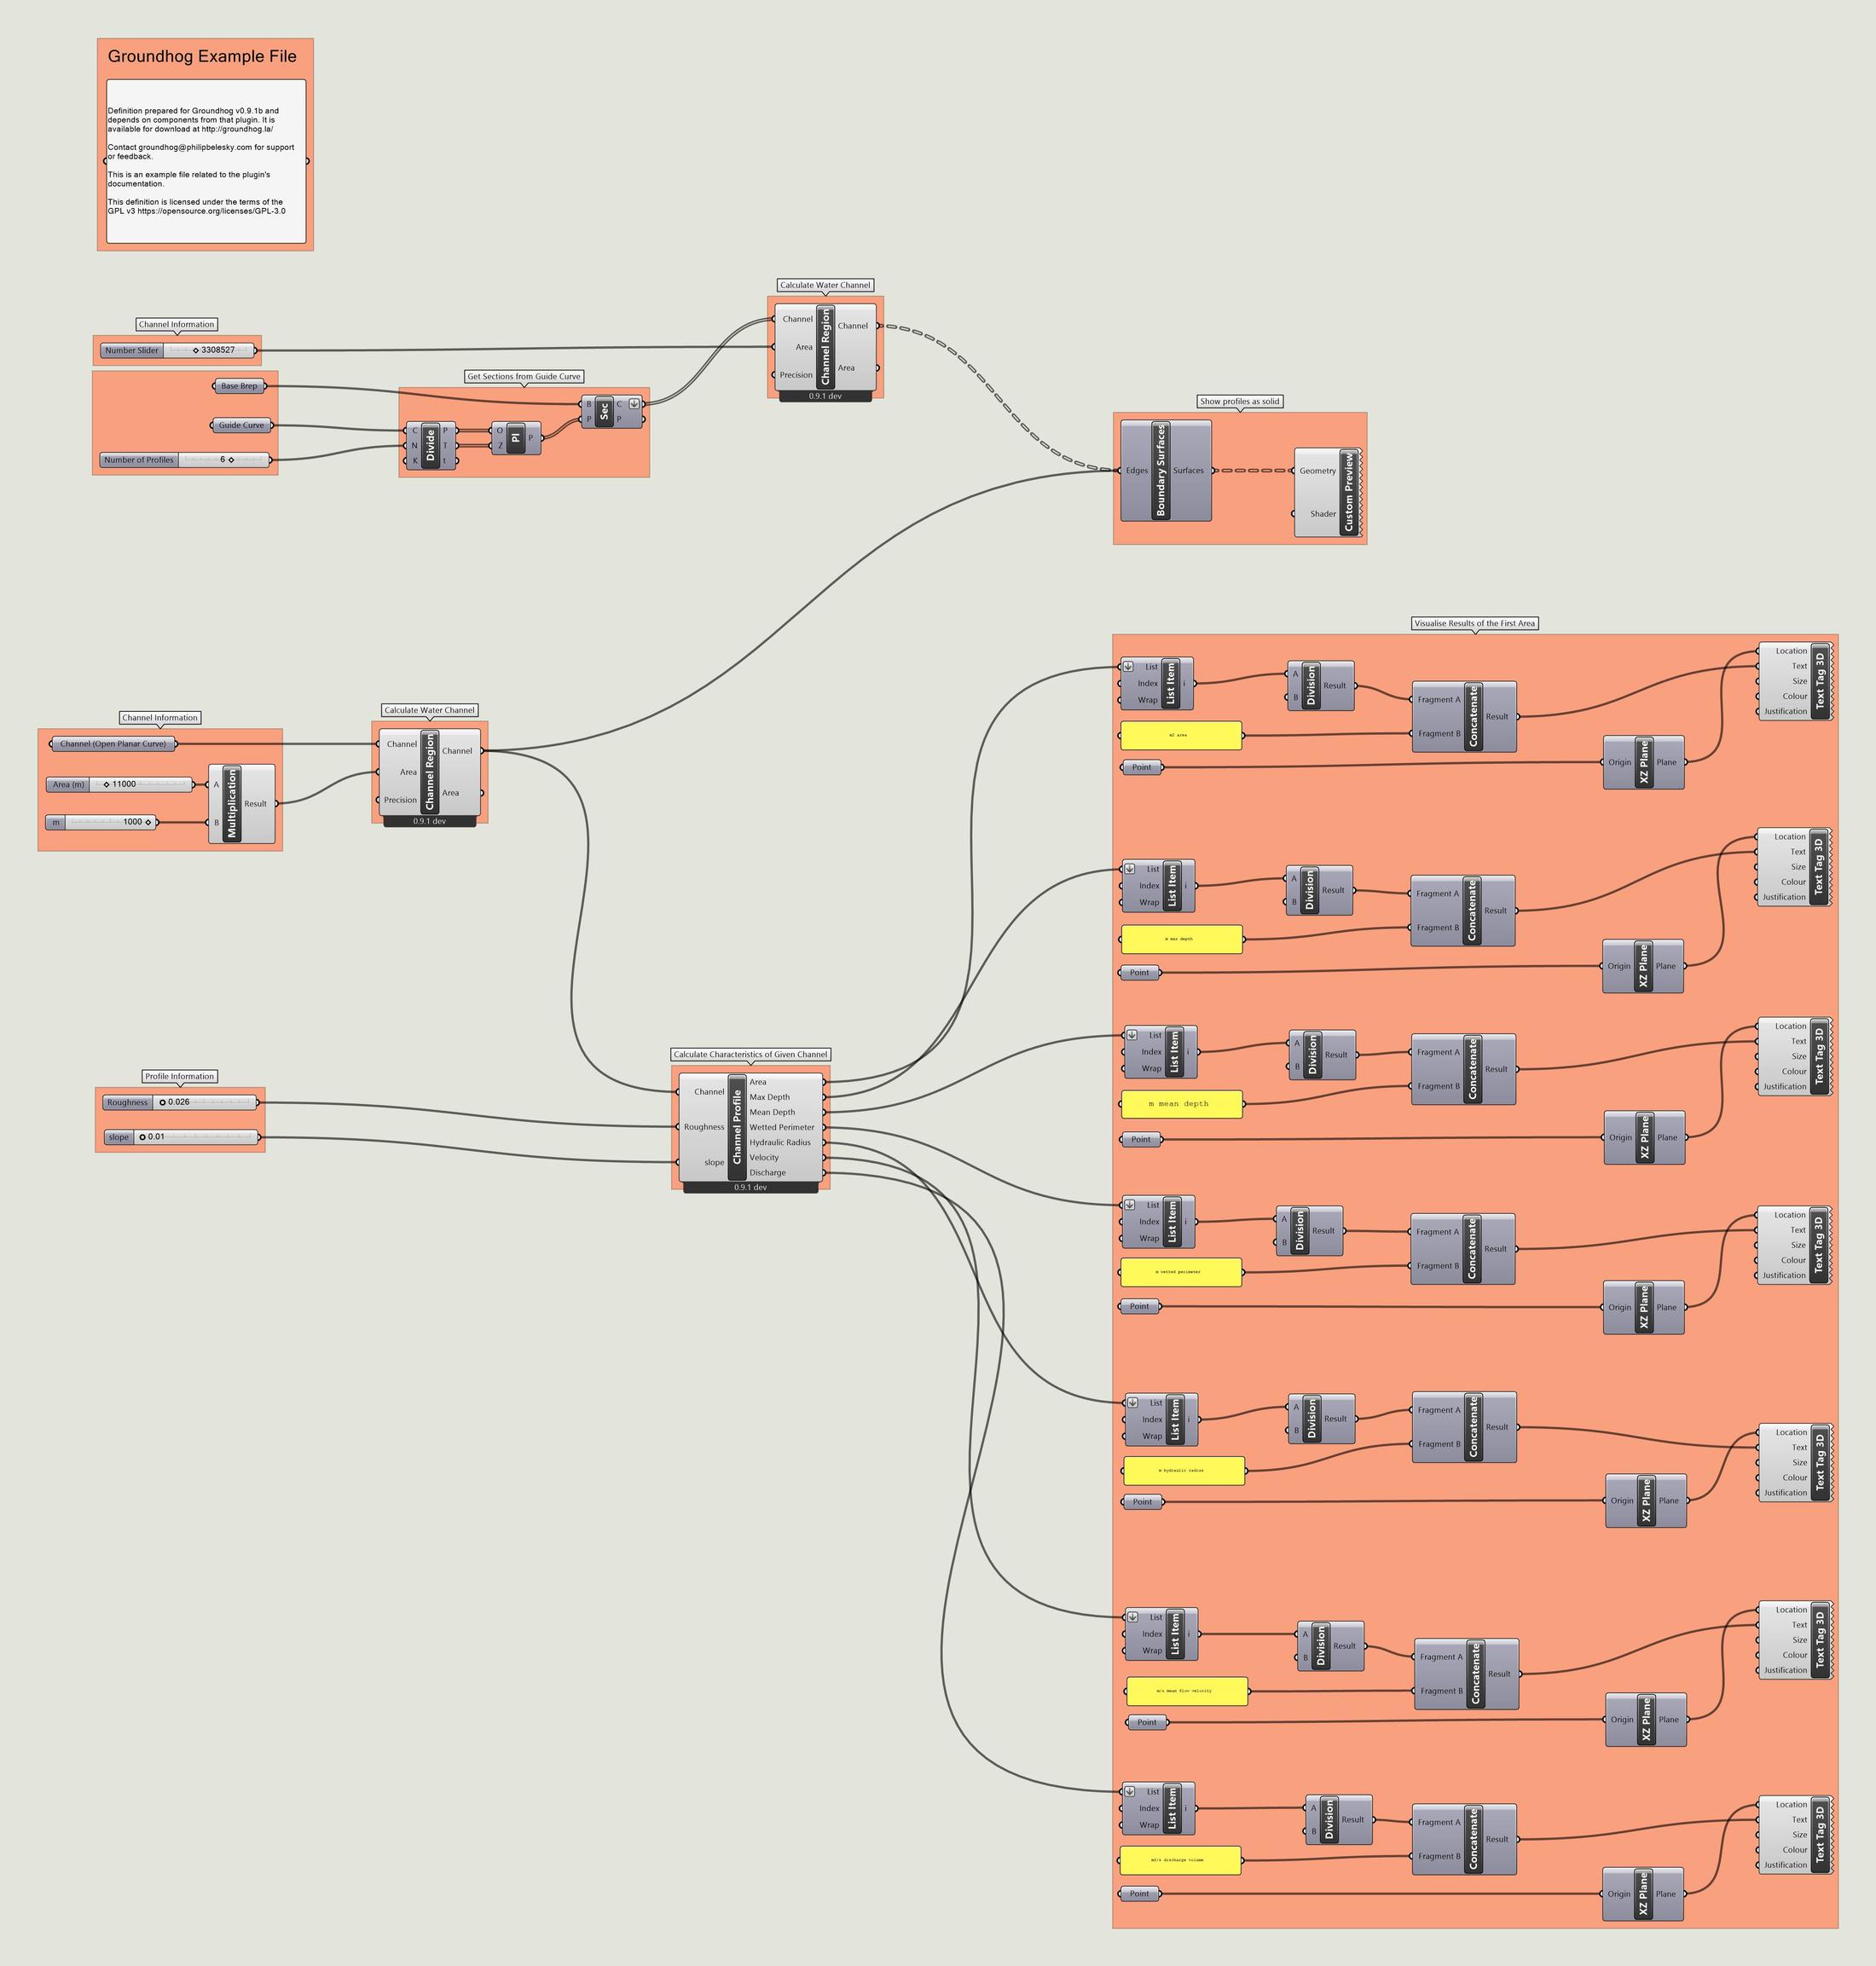 Groundhog Example File
Definition prepared for Groundhog v0.9.1b and
depends on components from that plugin. It is
available for download at http://groundhog.la/
Contact groundhog@philipbelesky.com for support
or feedback.
This is an example file related to the plugin's
documentation.
This definition is licensed under the terms of the
GPL v3 https://opensource.org/licenses/GPL-3.0
Channel Information
Number Slider 3308527
Base Brep
Guide Curve
Number of Profiles 6
Get Sections from Guide Curve
C N K Divide P T t
O Z Pl P
B P Sec C P
Calculate Water Channel
Channel Area Precision Channel Region Channel Area
0.9.1 dev
Show profiles as solid
Edges Boundary Surfaces Surfaces
Geometry Shader Custom Preview
Channel Information
Channel (Open Planar Curve)
Area (m) 11000
m 1000
A B Multiplication Result
Calculate Water Channel
Channel Area Precision Channel Region Channel Area
0.9.1 dev
Profile Information
Roughness 0.026
slope 0.01
Calculate Characteristics of Given Channel
Channel Roughness slope Channel Profile Area Max Depth Mean Depth Wetted Perimeter Hydraulic Radius Velocity Discharge
0.9.1 dev
Visualise Results of the First Area
List Index Wrap List Item i
A B Division Result
m2 area
Fragment A Fragment B Concatenate Result
Point
Origin XZ Plane Plane
Location Text Size Colour Justification Text Tag 3D
List Index Wrap List Item i
A B Division Result
m max depth
Fragment A Fragment B Concatenate Result
Point
Origin XZ Plane Plane
Location Text Size Colour Justification Text Tag 3D
List Index Wrap List Item i
A B Division Result
m mean depth
Fragment A Fragment B Concatenate Result
Point
Origin XZ Plane Plane
Location Text Size Colour Justification Text Tag 3D
List Index Wrap List Item i
A B Division Result
m wetted perimeter
Fragment A Fragment B Concatenate Result
Point
Origin XZ Plane Plane
Location Text Size Colour Justification Text Tag 3D
List Index Wrap List Item i
A B Division Result
m hydraulic radius
Fragment A Fragment B Concatenate Result
Point
Origin XZ Plane Plane
Location Text Size Colour Justification Text Tag 3D
List Index Wrap List Item i
A B Division Result
m/s mean flow velocity
Fragment A Fragment B Concatenate Result
Point
Origin XZ Plane Plane
Location Text Size Colour Justification Text Tag 3D
List Index Wrap List Item i
A B Division Result
m3/s discharge volume
Fragment A Fragment B Concatenate Result
Point
Origin XZ Plane Plane
Location Text Size Colour Justification Text Tag 3D